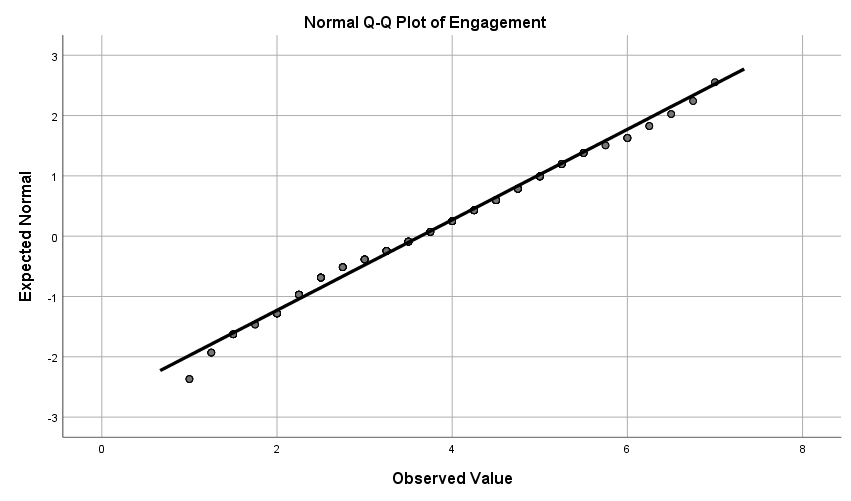 Normal Q-Q Plot of Engagement
3
2
1
0
-1
-2
-3
Expected Normal
0 2 4 6 8
Observed Value